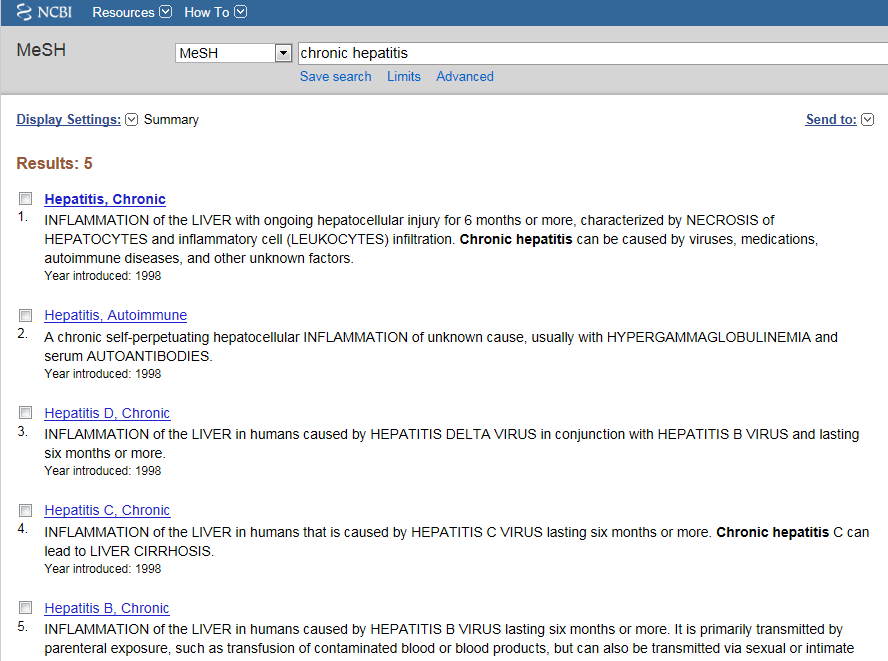 NCBI Resources How To
MeSH
MeSH chronic hepatitis
Save search Limits Advanced
Display Settings: Summary Send to:
Results: 5
Hepatitis, Chronic
1. INFLAMMATION of the LIVER with ongoing hepatocellular injury for 6 months or more, characterized by NECROSIS of
HEPATOCYTES and inflammatory cell (LEUKOCYTES) infiltration. Chronic hepatitis can be caused by viruses, medications,
autoimmune diseases, and other unknown factors.
Year introduced: 1998
Hepatitis, Autoimmune
2. A chronic self-perpetuating hepatocellular INFLAMMATION of unknown cause, usually with HYPERGAMMAGLOBULINEMIA and
serum AUTOANTIBODIES.
Year introduced: 1998
Hepatitis D, Chronic
3. INFLAMMATION of the LIVER in humans caused by HEPATITIS DELTA VIRUS in conjunction with HEPATITIS B VIRUS and lasting
six months or more.
Year introduced: 1998
Hepatitis C, Chronic
4. INFLAMMATION of the LIVER in humans that is caused by HEPATITIS C VIRUS lasting six months or more. Chronic hepatitis C can
lead to LIVER CIRRHOSIS.
Year introduced: 1998
Hepatitis B, Chronic
5. INFLAMMATION of the LIVER in humans caused by HEPATITIS B VIRUS lasting six months or more. It is primarily transmitted by
parenteral exposure, such as transfusion of contaminated blood or blood products, but can also be transmitted via sexual or intimate